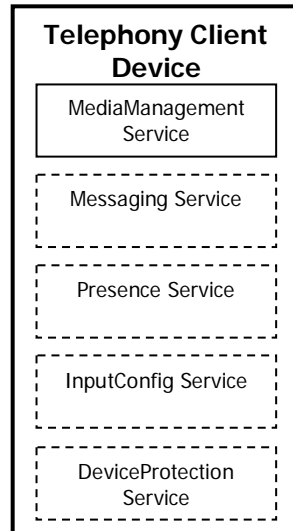 Telephony Client
Device
MediaManagement
Service
Messaging Service
Presence Service
InputConfig Service
DeviceProtection
Service